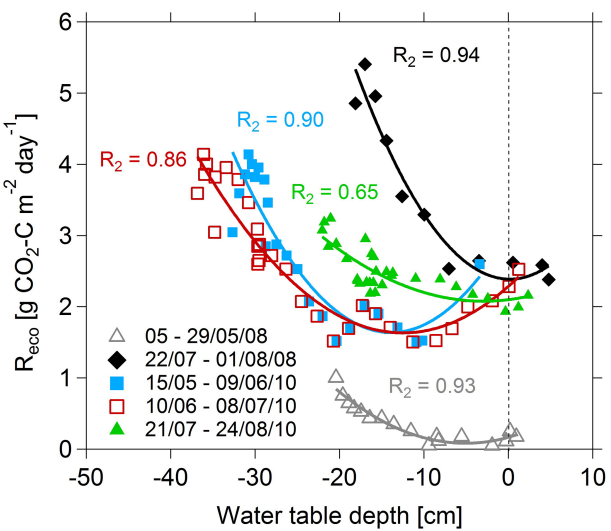 6
5
4
3
2
1
0
-50
-40
-30
-20
-10
0
10
R_eco [g CO2-C m^-2 day^-1]
Water table depth [cm]
R2 = 0.94
R2 = 0.90
R2 = 0.86
R2 = 0.65
R2 = 0.93
05 - 29/05/08
22/07 - 01/08/08
15/05 - 09/06/10
10/06 - 08/07/10
21/07 - 24/08/10